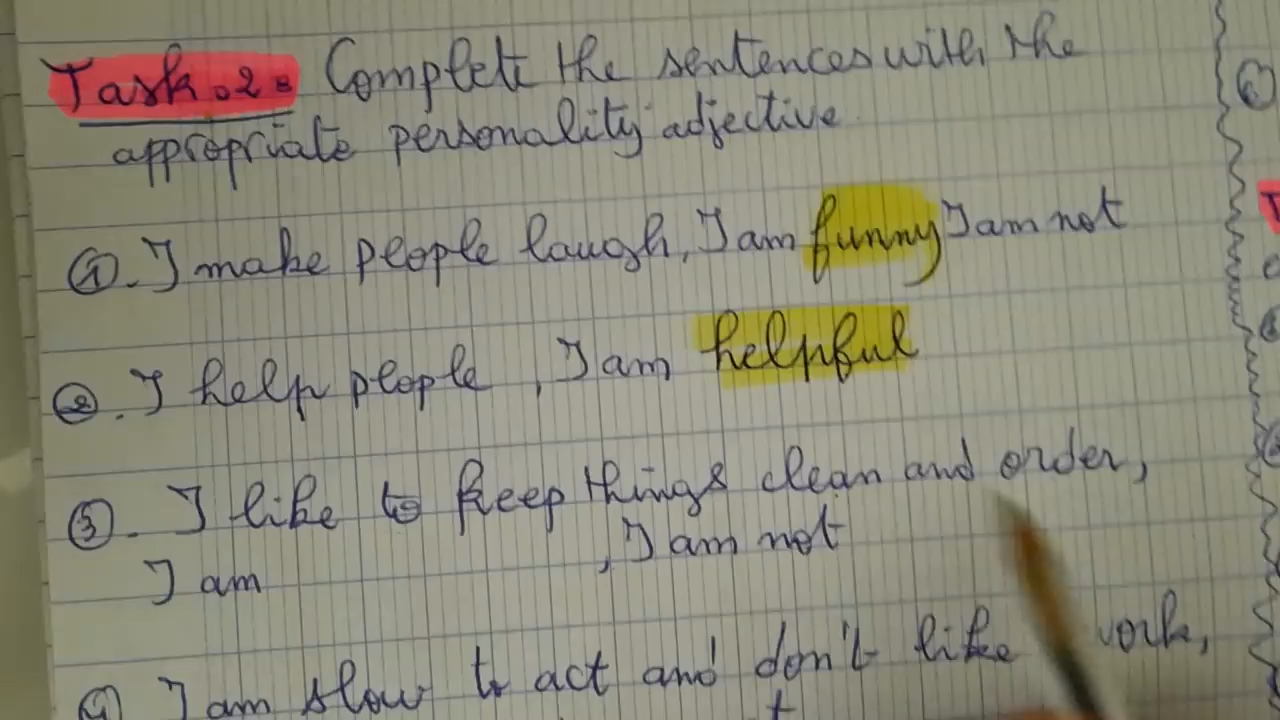 Task.2: Complete the sentences with the
appropriate personality adjective.
①. I make people laugh, I am funny I am not
②. I help people, I am helpful
③. I like to keep things clean and order,
I am , I am not
④ I am slow to act and don't like work,